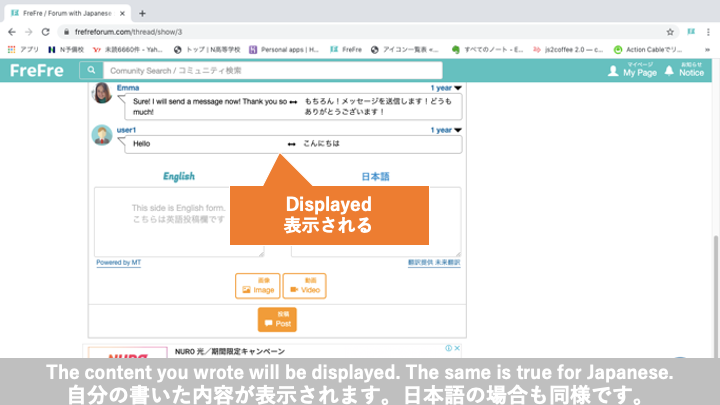 FreFre / Forum with Japanese
frefreforum.com/thread/show/3
アプリ N予備校 未読6660件 - Yah... トップ | N高等学校 Personal apps | H... FreFre アイコン一覧表 «... すべてのノート - E... js2coffee 2.0 — c... Action Cableでリ...
FreFre
Comunity Search / コミュニティ検索
マイページ
My Page
お知らせ
Notice
Emma
1 year
Sure! I will send a message now! Thank you so much!
もちろん！メッセージを送信します！どうもありがとうございます！
user1
1 year
Hello
こんにちは
English
日本語
This side is English form.
こちらは英語投稿欄です
Displayed
表示される
Powered by MT
翻訳提供 未来翻訳
画像
Image
動画
Video
投稿
Post
NURO 光／期間限定キャンペーン
The content you wrote will be displayed. The same is true for Japanese.
自分の書いた内容が表示されます。日本語の場合も同様です。